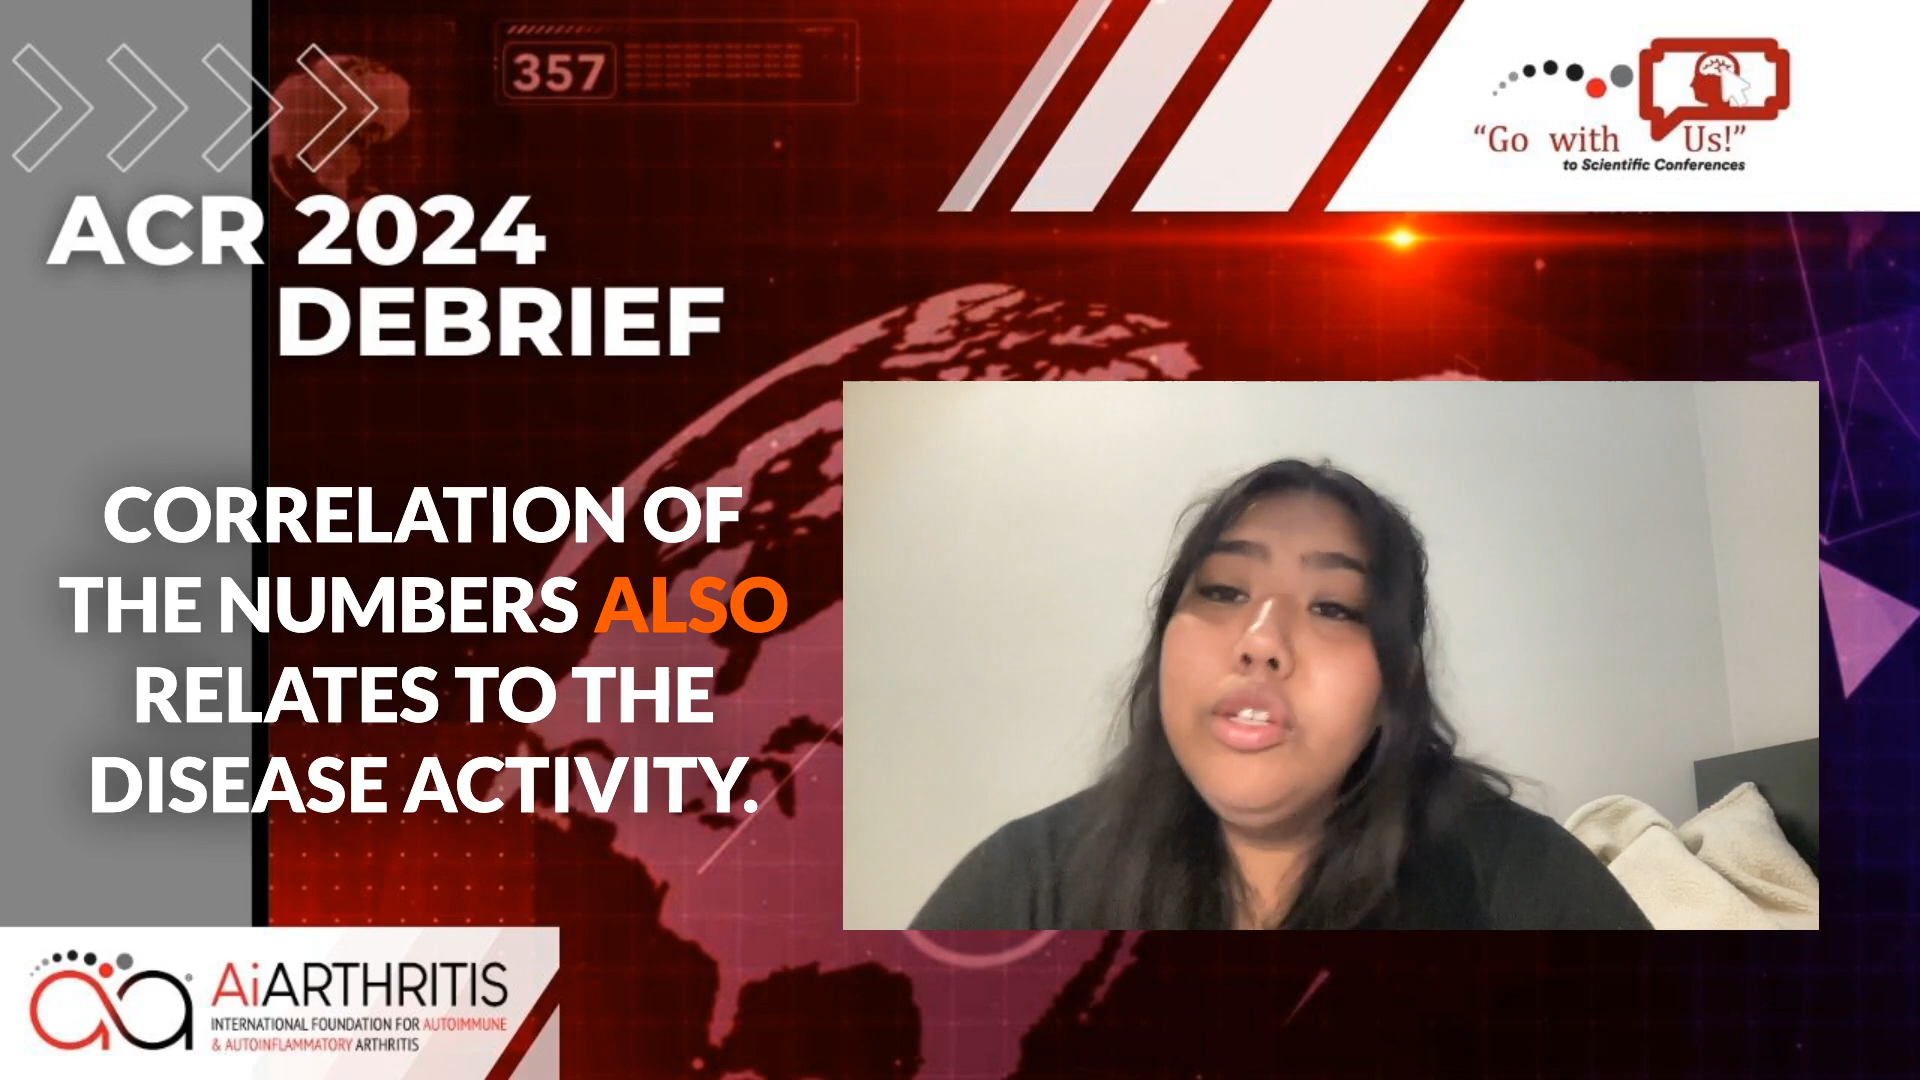 357
"Go with Us!"
to Scientific Conferences
ACR 2024
DEBRIEF
CORRELATION OF
THE NUMBERS ALSO
RELATES TO THE
DISEASE ACTIVITY.
AiARTHRITIS
INTERNATIONAL FOUNDATION FOR AUTOIMMUNE
& AUTOINFLAMMATORY ARTHRITIS